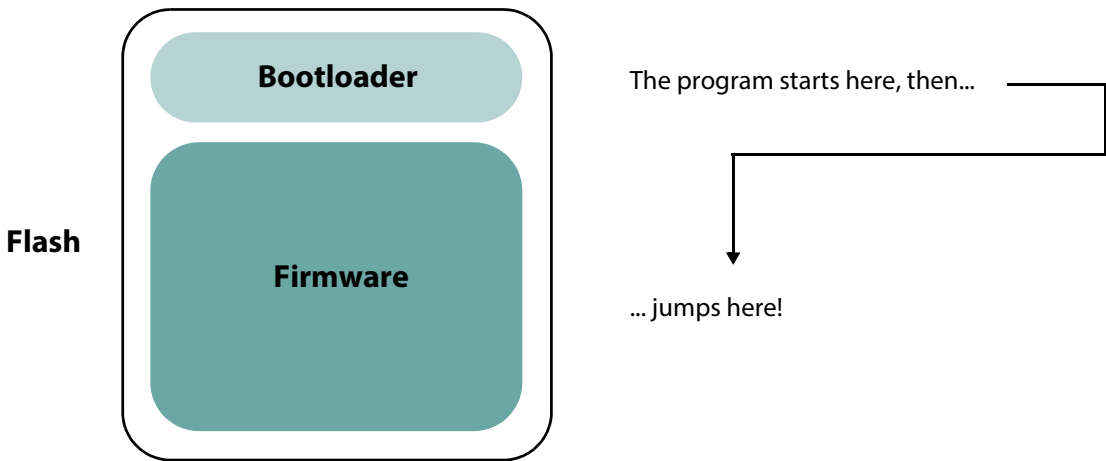 Bootloader
The program starts here, then...
Flash
Firmware
... jumps here!